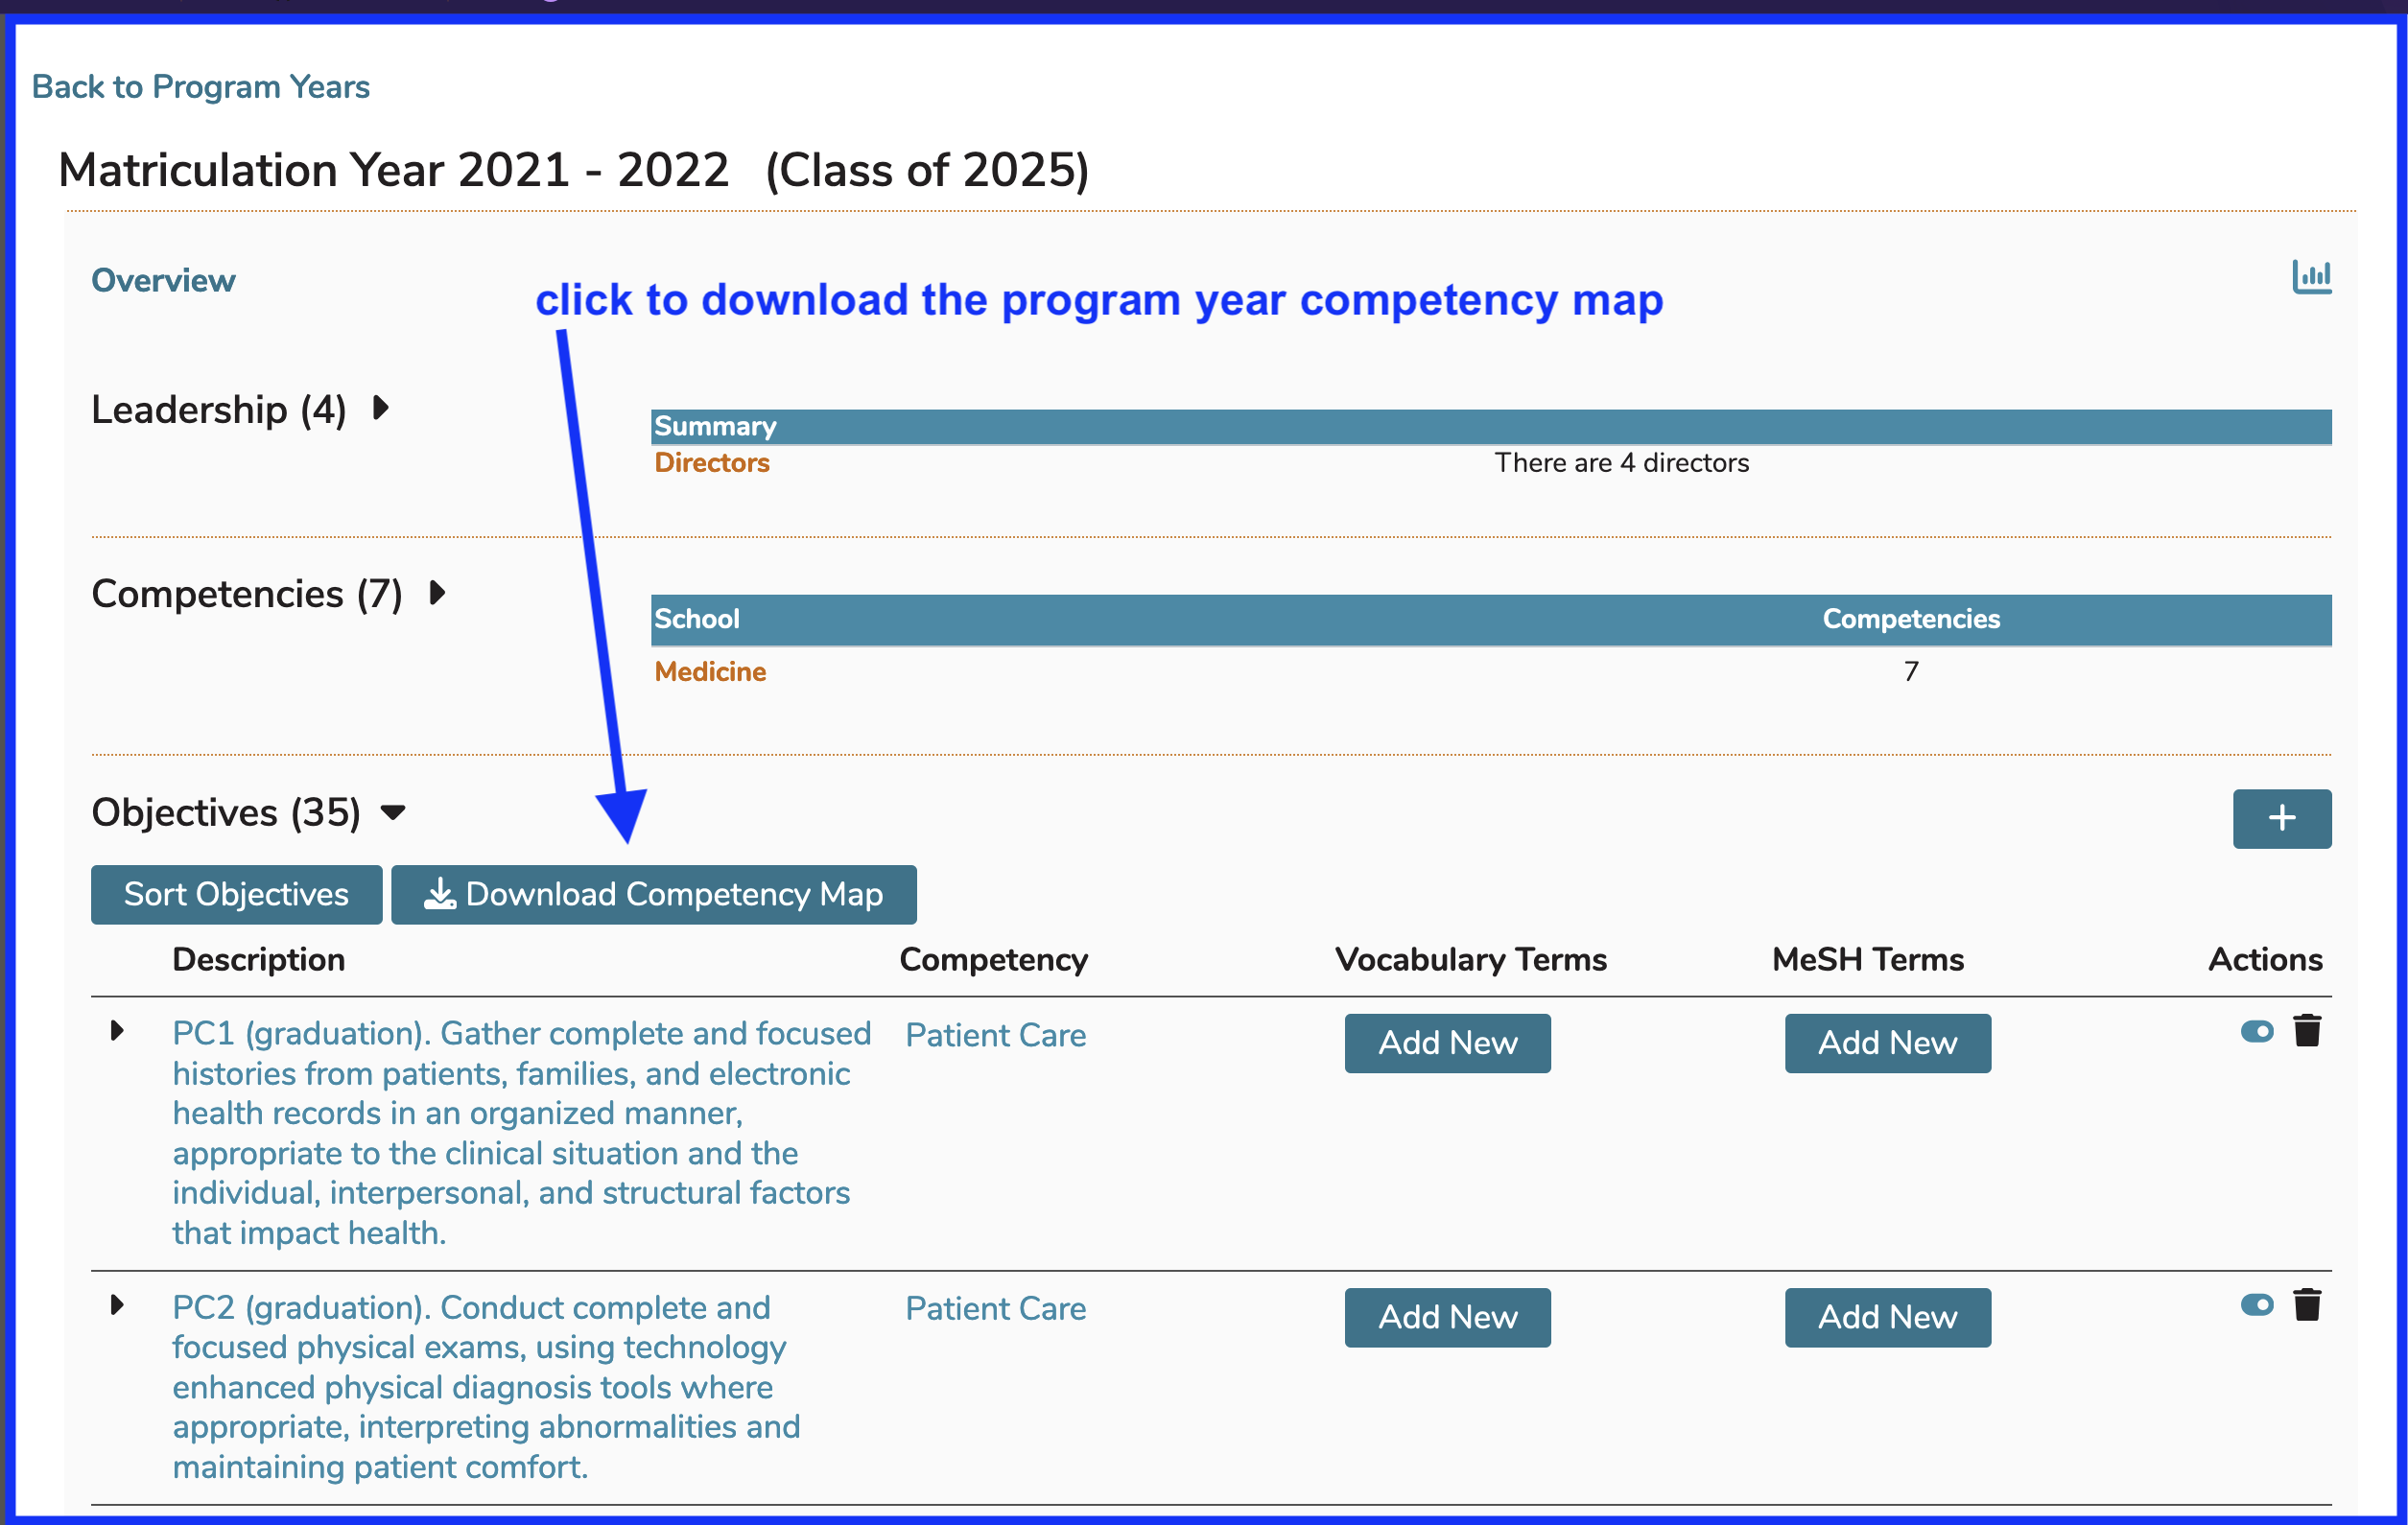 Back to Program Years
Matriculation Year 2021 - 2022 (Class of 2025)
Overview
click to download the program year competency map
Leadership (4)
Summary
Directors There are 4 directors
Competencies (7)
School Competencies
Medicine 7
Objectives (35)
+
Sort Objectives Download Competency Map
Description Competency Vocabulary Terms MeSH Terms Actions
PC1 (graduation). Gather complete and focused Patient Care Add New Add New
histories from patients, families, and electronic
health records in an organized manner,
appropriate to the clinical situation and the
individual, interpersonal, and structural factors
that impact health.
PC2 (graduation). Conduct complete and Patient Care Add New Add New
focused physical exams, using technology
enhanced physical diagnosis tools where
appropriate, interpreting abnormalities and
maintaining patient comfort.